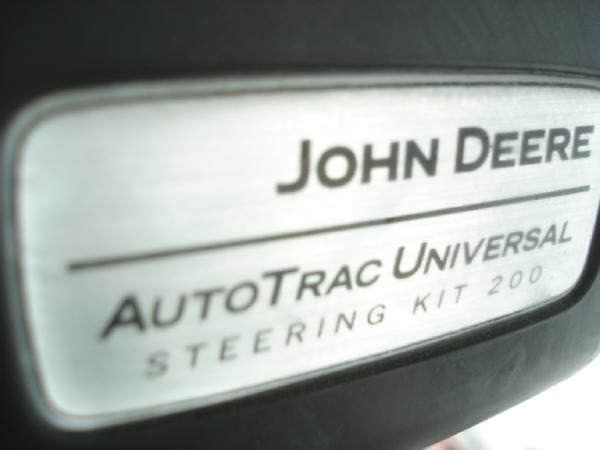 JOHN DEERE
AUTOTRAC UNIVERSAL
STEERING KIT 200